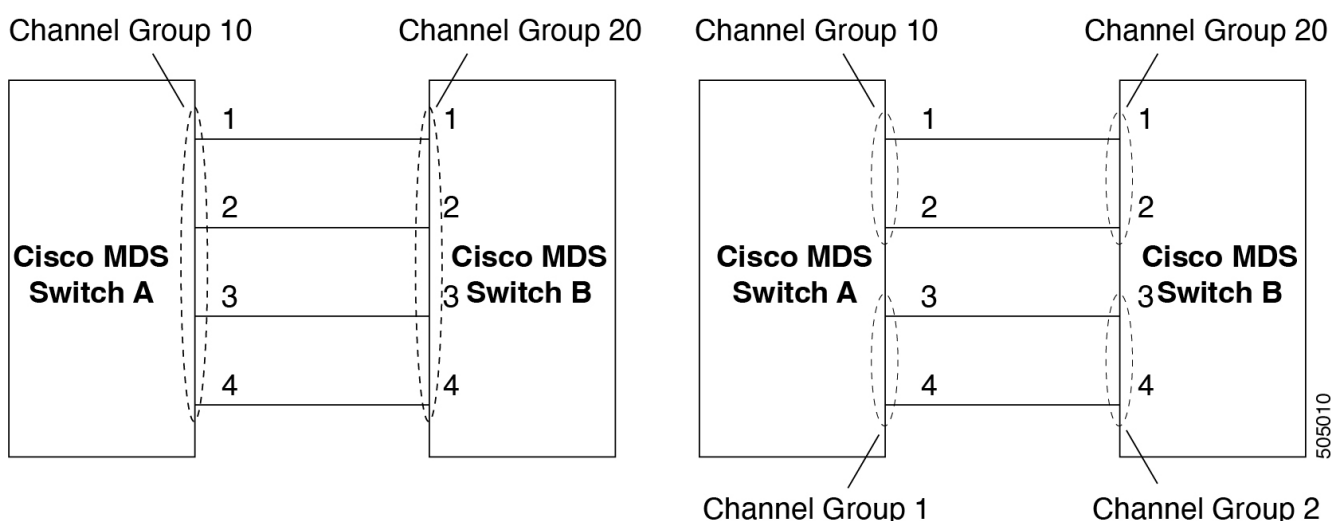 Channel Group 10
Channel Group 20
1
1
2
2
Cisco MDS
Switch A
Cisco MDS
Switch B
3
3
4
4
Channel Group 10
Channel Group 20
1
1
2
2
Cisco MDS
Switch A
Cisco MDS
Switch B
3
3
4
4
Channel Group 1
Channel Group 2
505010